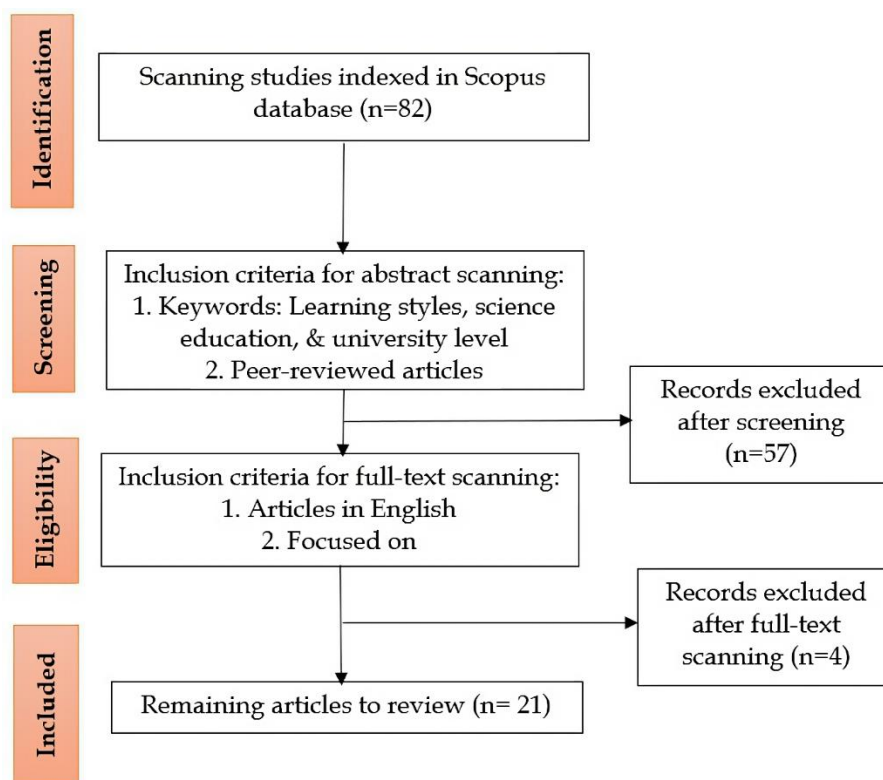 Identification
Scanning studies indexed in Scopus
database (n=82)
Screening
Inclusion criteria for abstract scanning:
1. Keywords: Learning styles, science
education, & university level
2. Peer-reviewed articles
Records excluded
after screening
(n=57)
Eligibility
Inclusion criteria for full-text scanning:
1. Articles in English
2. Focused on
Records excluded
after full-text
scanning (n=4)
Included
Remaining articles to review (n= 21)